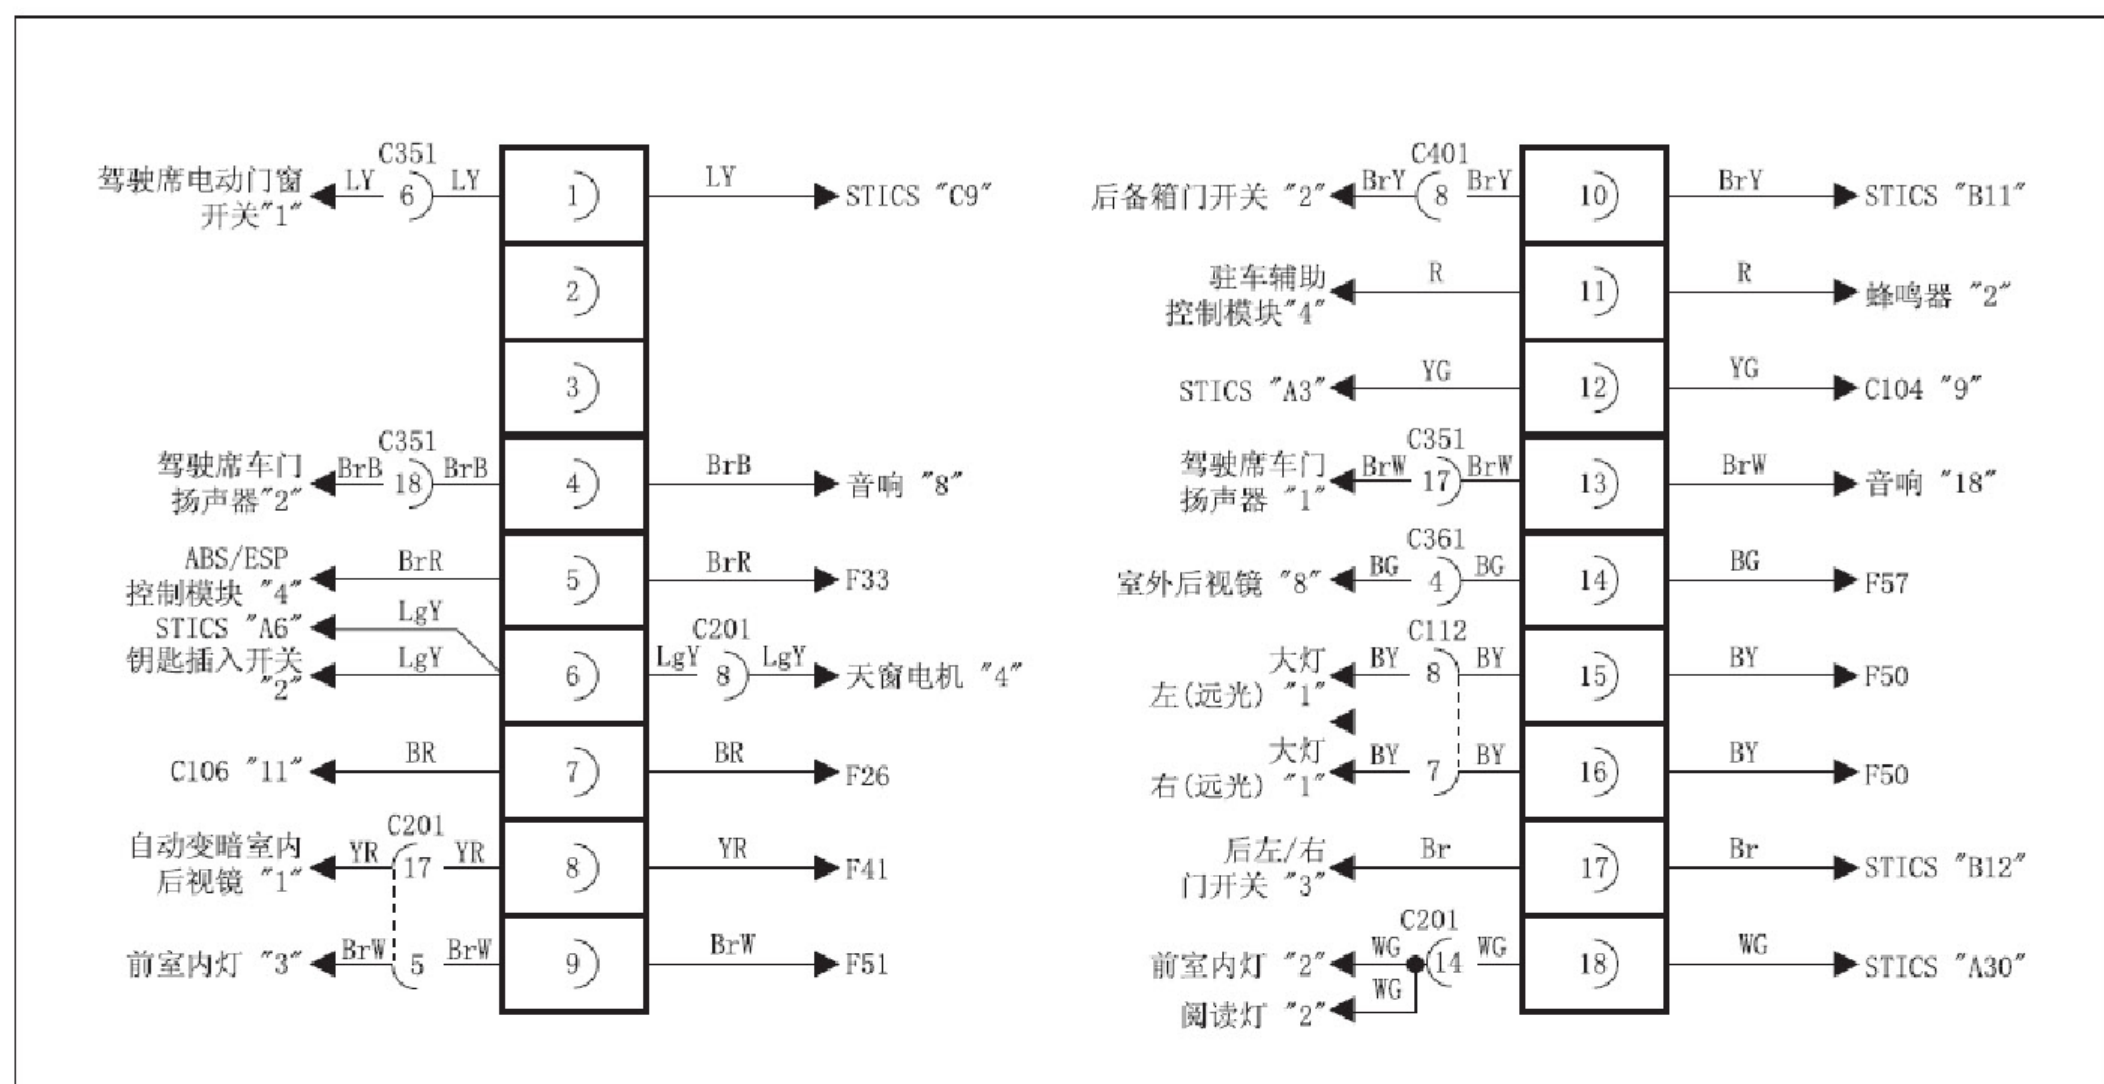 C351
驾驶席电动门窗
开关"1"
LY
6
LY
1
LY
STICS "C9"
2
3
C351
驾驶席车门
扬声器"2"
BrB
18
BrB
4
BrB
音响 "8"
ABS/ESP
控制模块 "4"
BrR
5
BrR
F33
STICS "A6"
LgY
钥匙插入开关
"2"
LgY
6
C201
LgY
8
LgY
天窗电机 "4"
C106 "11"
BR
7
BR
F26
C201
自动变暗室内
后视镜 "1"
YR
17
YR
8
YR
F41
前室内灯 "3"
BrW
5
BrW
9
BrW
F51
C401
后备箱门开关 "2"
BrY
8
BrY
10
BrY
STICS "B11"
驻车辅助
控制模块"4"
R
11
R
蜂鸣器 "2"
STICS "A3"
YG
12
YG
C104 "9"
C351
驾驶席车门
扬声器 "1"
BrW
17
BrW
13
BrW
音响 "18"
C361
室外后视镜 "8"
BG
4
BG
14
BG
F57
C112
大灯
左(远光) "1"
BY
8
BY
15
BY
F50
大灯
右(远光) "1"
BY
7
BY
16
BY
F50
后左/右
门开关 "3"
Br
17
Br
STICS "B12"
C201
前室内灯 "2"
WG
14
WG
18
WG
STICS "A30"
阅读灯 "2"
WG